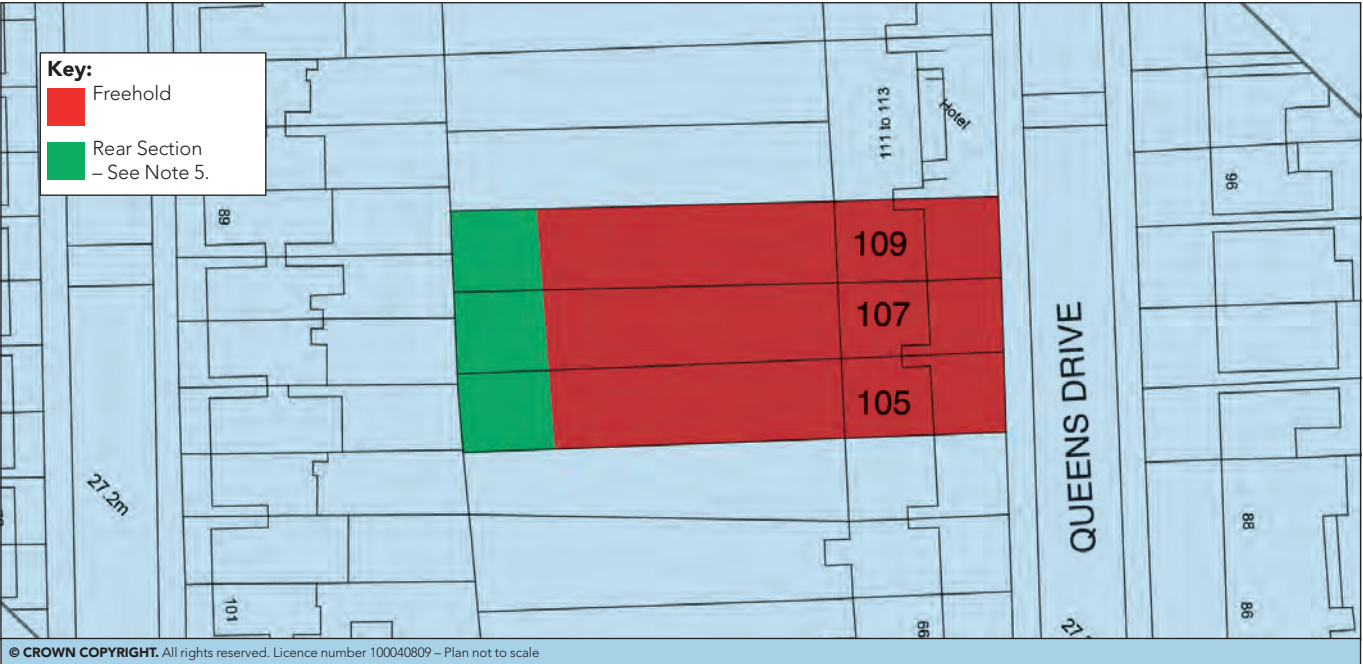 Key:
Freehold
Rear Section
– See Note 5.
89
111 to 113
Hotel
96
109
107
105
QUEENS DRIVE
27.2m
88
101
99
27.
86
© CROWN COPYRIGHT. All rights reserved. Licence number 100040809 – Plan not to scale